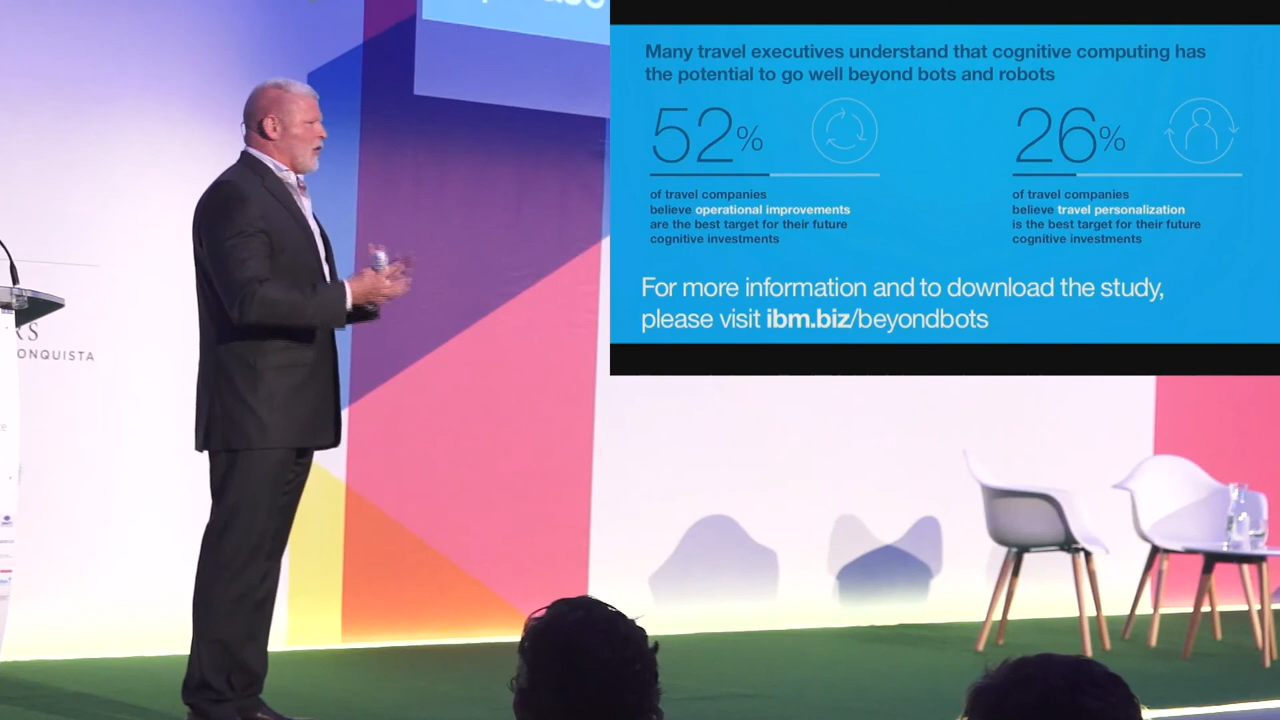 Many travel executives understand that cognitive computing has
the potential to go well beyond bots and robots
52%
26%
of travel companies
believe operational improvements
are the best target for their future
cognitive investments
of travel companies
believe travel personalization
is the best target for their future
cognitive investments
For more information and to download the study,
please visit ibm.biz/beyondbots
ONQUISTA